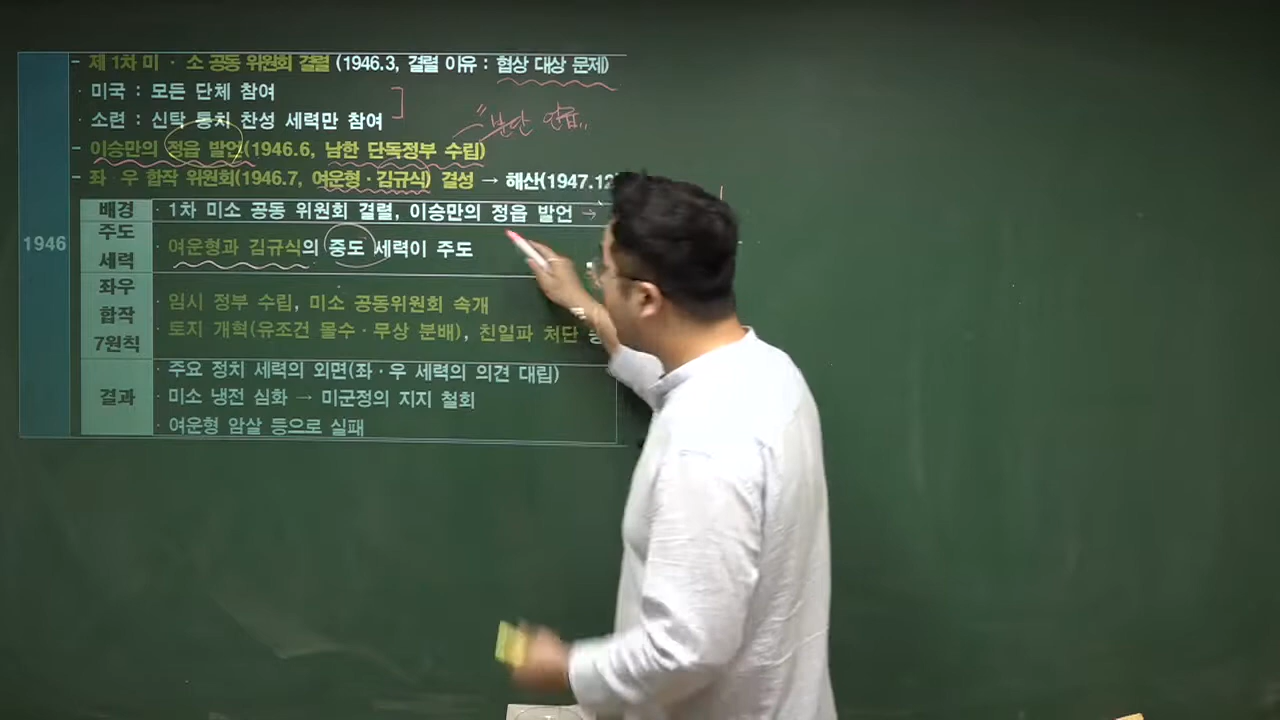 - 제 1차 미 · 소 공동 위원회 결렬 (1946.3, 결렬 이유 : 협상 대상 문제)
· 미국 : 모든 단체 참여
· 소련 : 신탁 통치 찬성 세력만 참여
"분단
- 이승만의 정읍 발언(1946.6, 남한 단독정부 수립)
- 좌 · 우 합작 위원회(1946.7, 여운형 · 김규식) 결성 → 해산(1947.12
1946
배경
· 1차 미소 공동 위원회 결렬, 이승만의 정읍 발언 →
주도
세력
· 여운형과 김규식의 중도 세력이 주도
좌우
합작
7원칙
· 임시 정부 수립, 미소 공동위원회 속개
· 토지 개혁(유조건 몰수 · 무상 분배), 친일파 처단
결과
· 주요 정치 세력의 외면(좌 · 우 세력의 의견 대립)
· 미소 냉전 심화 → 미군정의 지지 철회
· 여운형 암살 등으로 실패